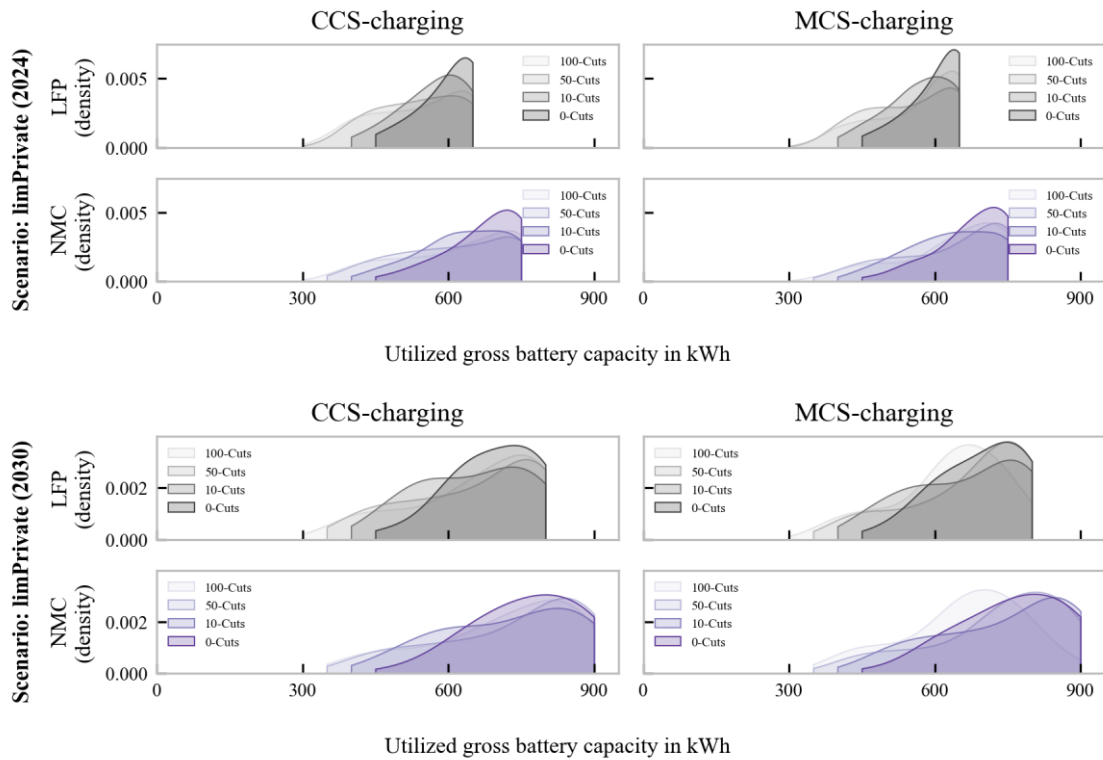 CCS-charging
MCS-charging
Scenario: limPrivate (2024)
LFP
(density)
0.005
0.000
100-Cuts
50-Cuts
10-Cuts
0-Cuts
100-Cuts
50-Cuts
10-Cuts
0-Cuts
NMC
(density)
0.005
0.000
100-Cuts
50-Cuts
10-Cuts
0-Cuts
100-Cuts
50-Cuts
10-Cuts
0-Cuts
0 300 600 900
0 300 600 900
Utilized gross battery capacity in kWh
CCS-charging
MCS-charging
Scenario: limPrivate (2030)
LFP
(density)
0.002
0.000
100-Cuts
50-Cuts
10-Cuts
0-Cuts
100-Cuts
50-Cuts
10-Cuts
0-Cuts
NMC
(density)
0.002
0.000
100-Cuts
50-Cuts
10-Cuts
0-Cuts
100-Cuts
50-Cuts
10-Cuts
0-Cuts
0 300 600 900
0 300 600 900
Utilized gross battery capacity in kWh